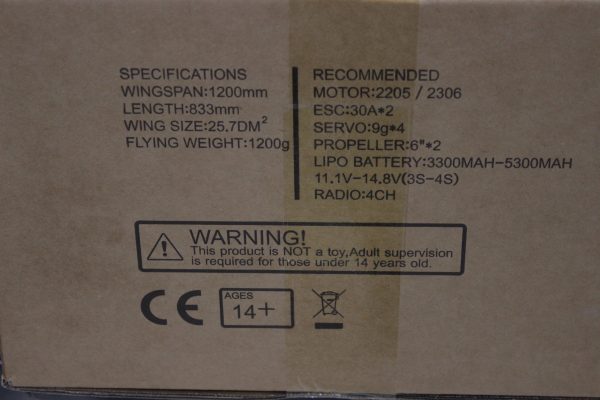 SPECIFICATIONS
WINGSPAN:1200mm
LENGTH:833mm
WING SIZE:25.7DM²
FLYING WEIGHT:1200g
RECOMMENDED
MOTOR:2205 / 2306
ESC:30A*2
SERVO:9g*4
PROPELLER:6"*2
LIPO BATTERY:3300MAH-5300MAH
11.1V-14.8V(3S-4S)
RADIO:4CH
WARNING!
This product is NOT a toy,Adult supervision
is required for those under 14 years old.
CE
AGES
14+